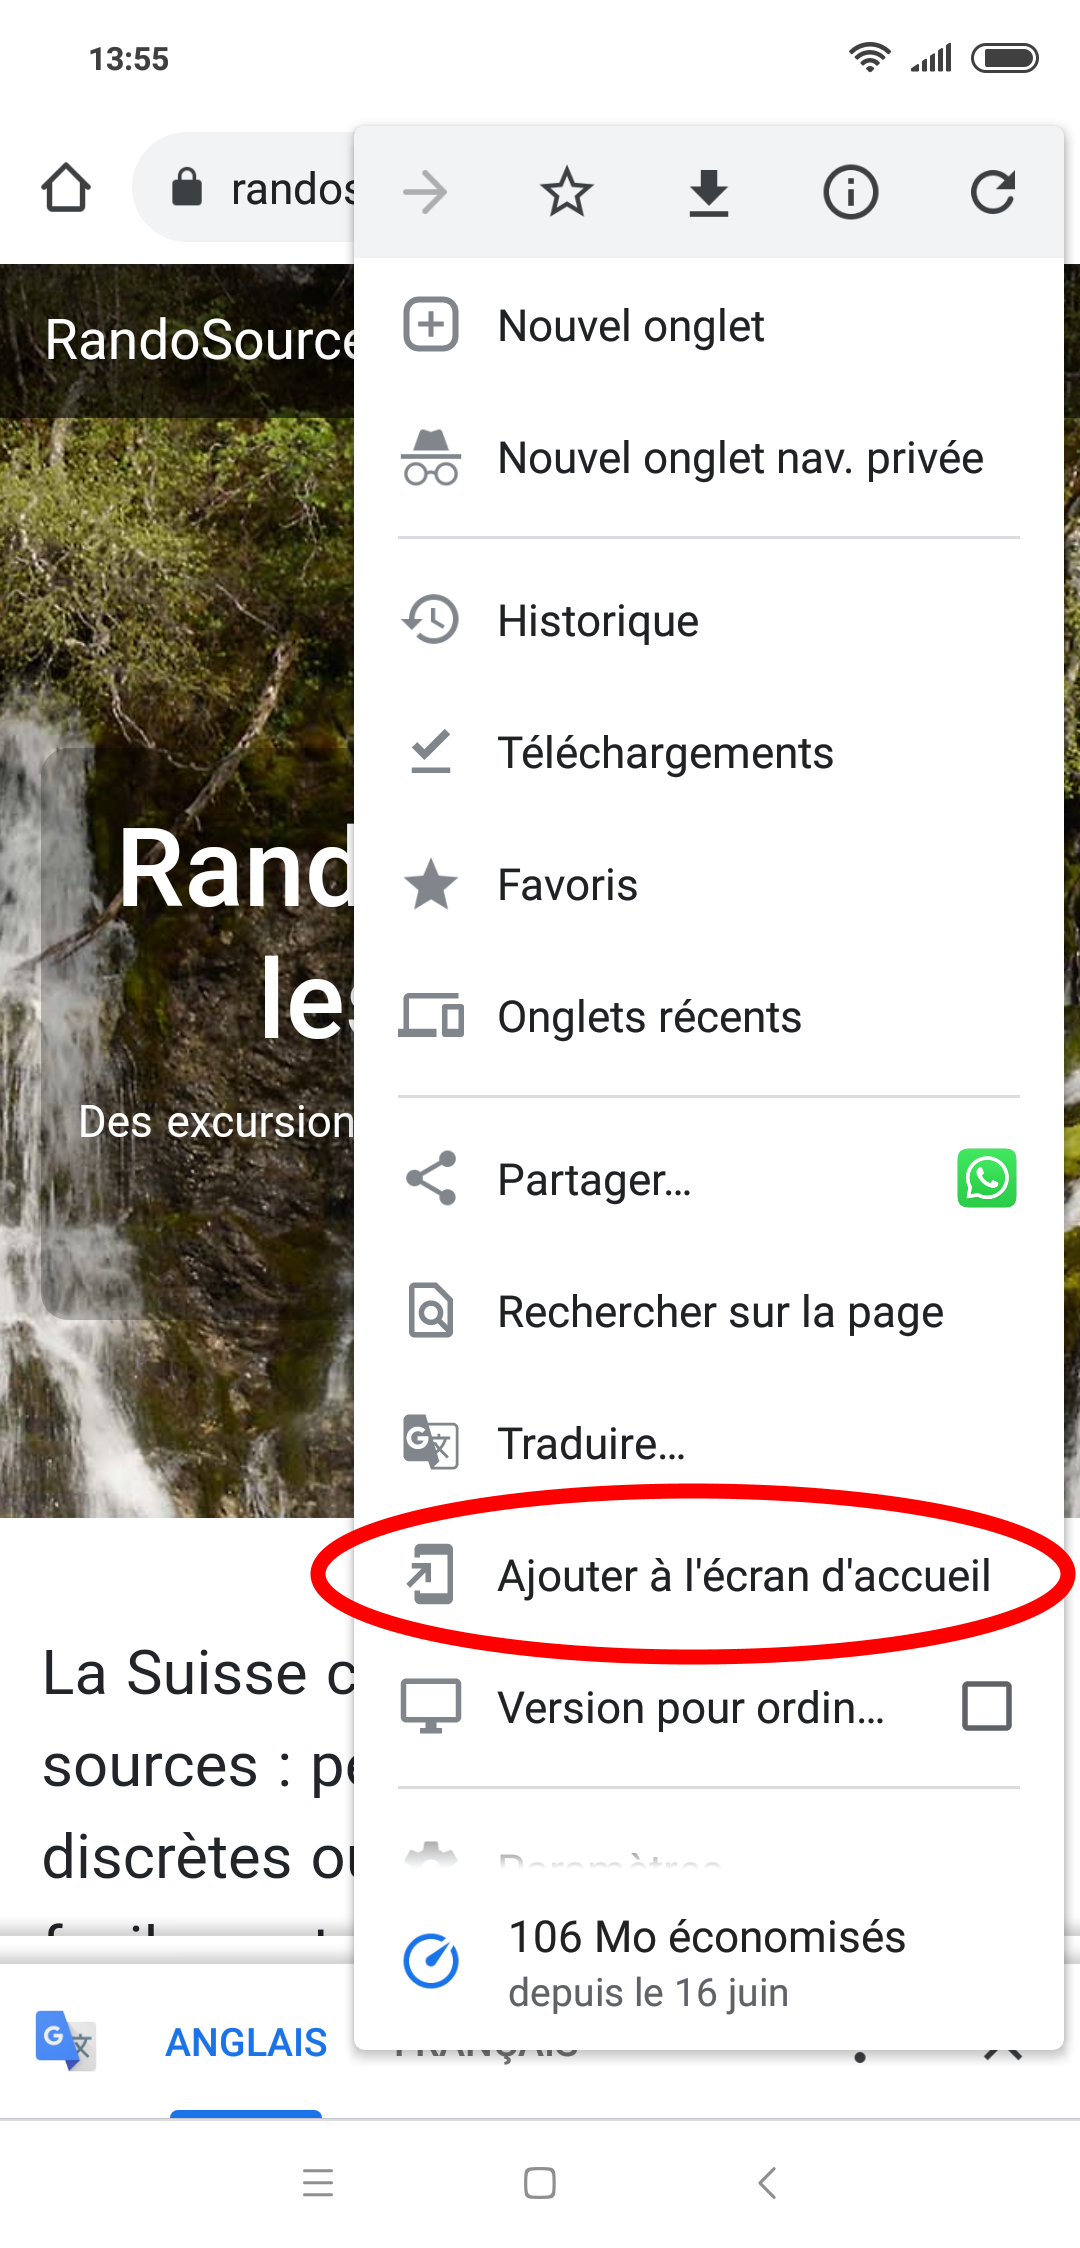 13:55
randos
RandoSource
Nouvel onglet
Nouvel onglet nav. privée
Historique
Téléchargements
Rand
Favoris
les
Onglets récents
Des excursion
Partager...
Rechercher sur la page
Traduire...
Ajouter à l'écran d'accueil
La Suisse c
Version pour ordin...
sources : pe
discrètes ou
Paramètres
106 Mo économisés
depuis le 16 juin
ANGLAIS
FRANÇAIS